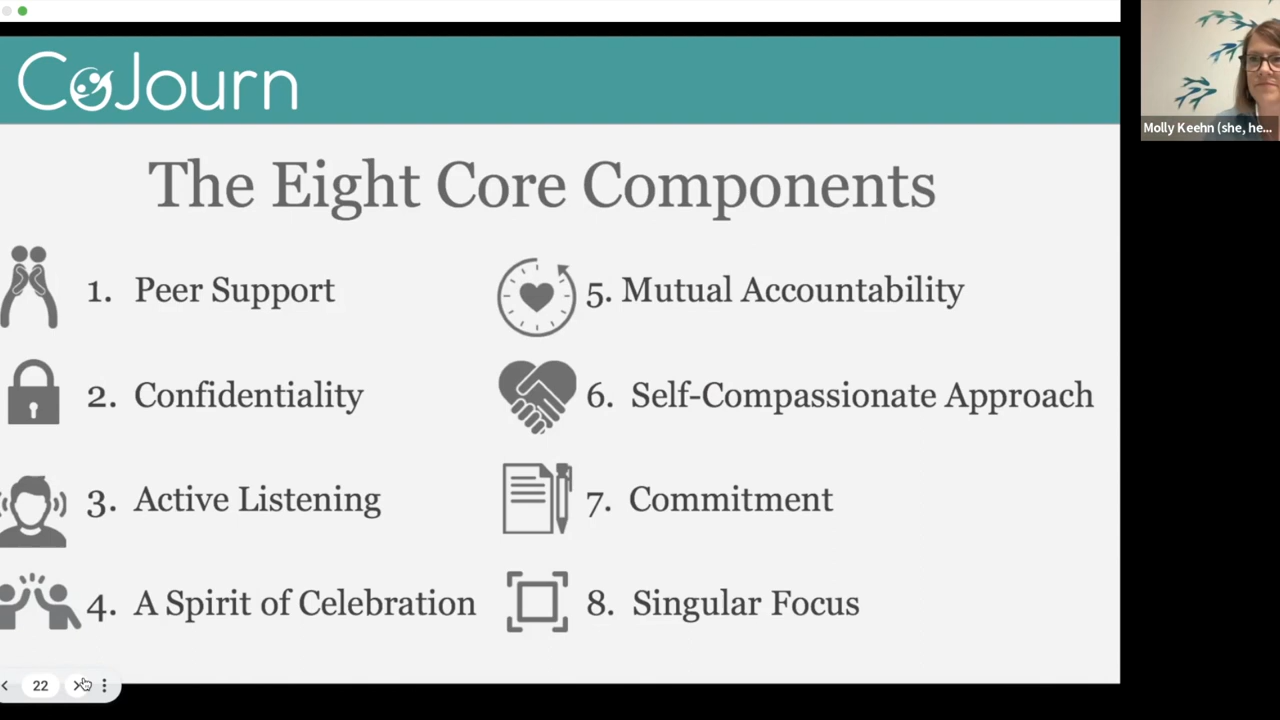 CoJourn
The Eight Core Components
1. Peer Support
2. Confidentiality
3. Active Listening
4. A Spirit of Celebration
5. Mutual Accountability
6. Self-Compassionate Approach
7. Commitment
8. Singular Focus
22
Molly Keehn (she, he...